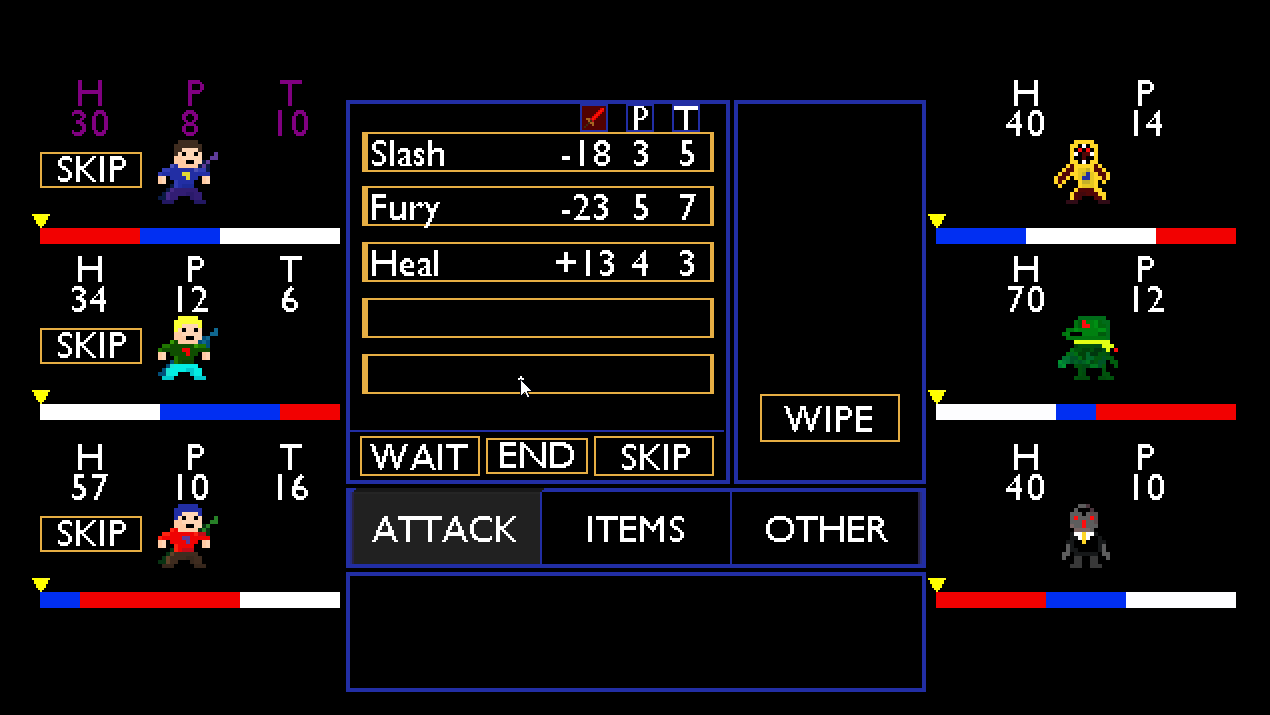 H P T
30 8 10
SKIP
H P T
34 12 6
SKIP
H P T
57 10 16
SKIP
P T
Slash -18 3 5
Fury -23 5 7
Heal +13 4 3
WAIT END SKIP
WIPE
ATTACK ITEMS OTHER
H P
40 14
H P
70 12
H P
40 10